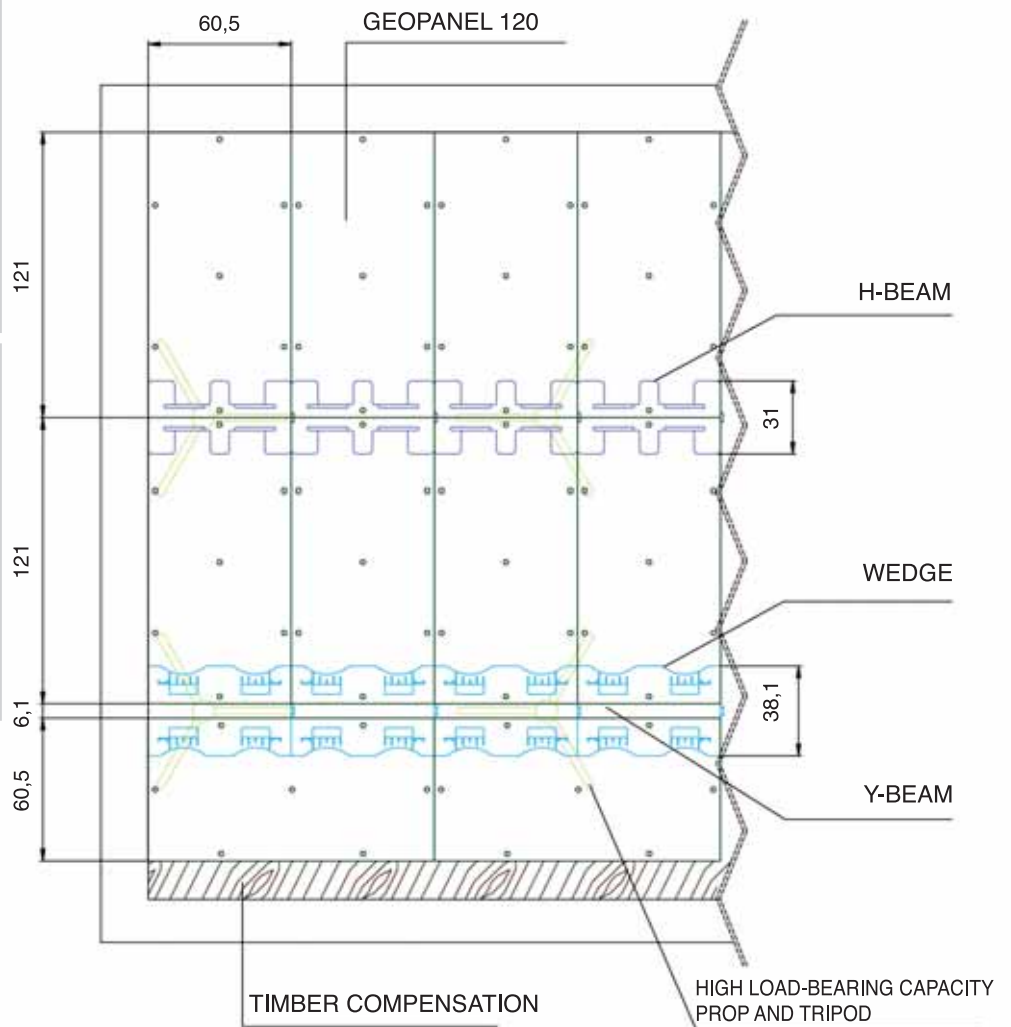 60,5
GEOPANEL 120
121
H-BEAM
31
121
WEDGE
6,1
38,1
60,5
Y-BEAM
TIMBER COMPENSATION
HIGH LOAD-BEARING CAPACITY
PROP AND TRIPOD